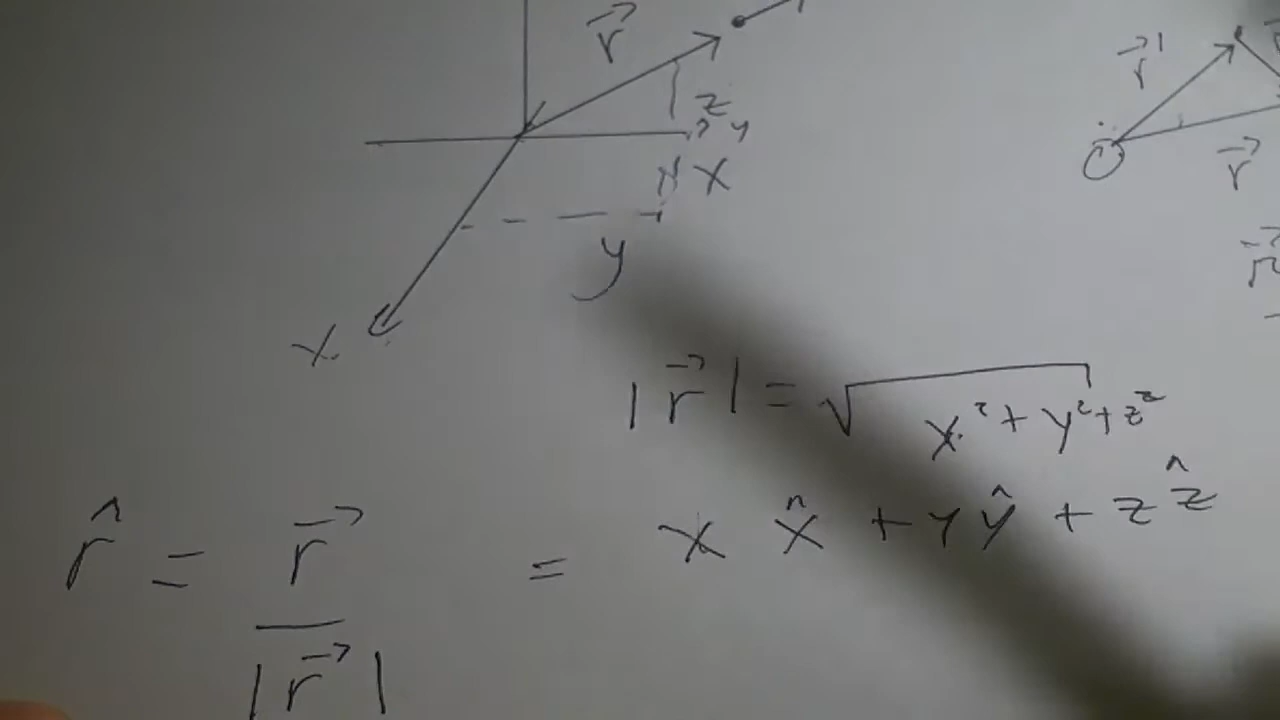 r⃗
z
y
x
y
x
r⃗'
r⃗
|r⃗| = √x² + y² + z²
r̂ = r⃗ / |r⃗| = x x̂ + y ŷ + z ẑ